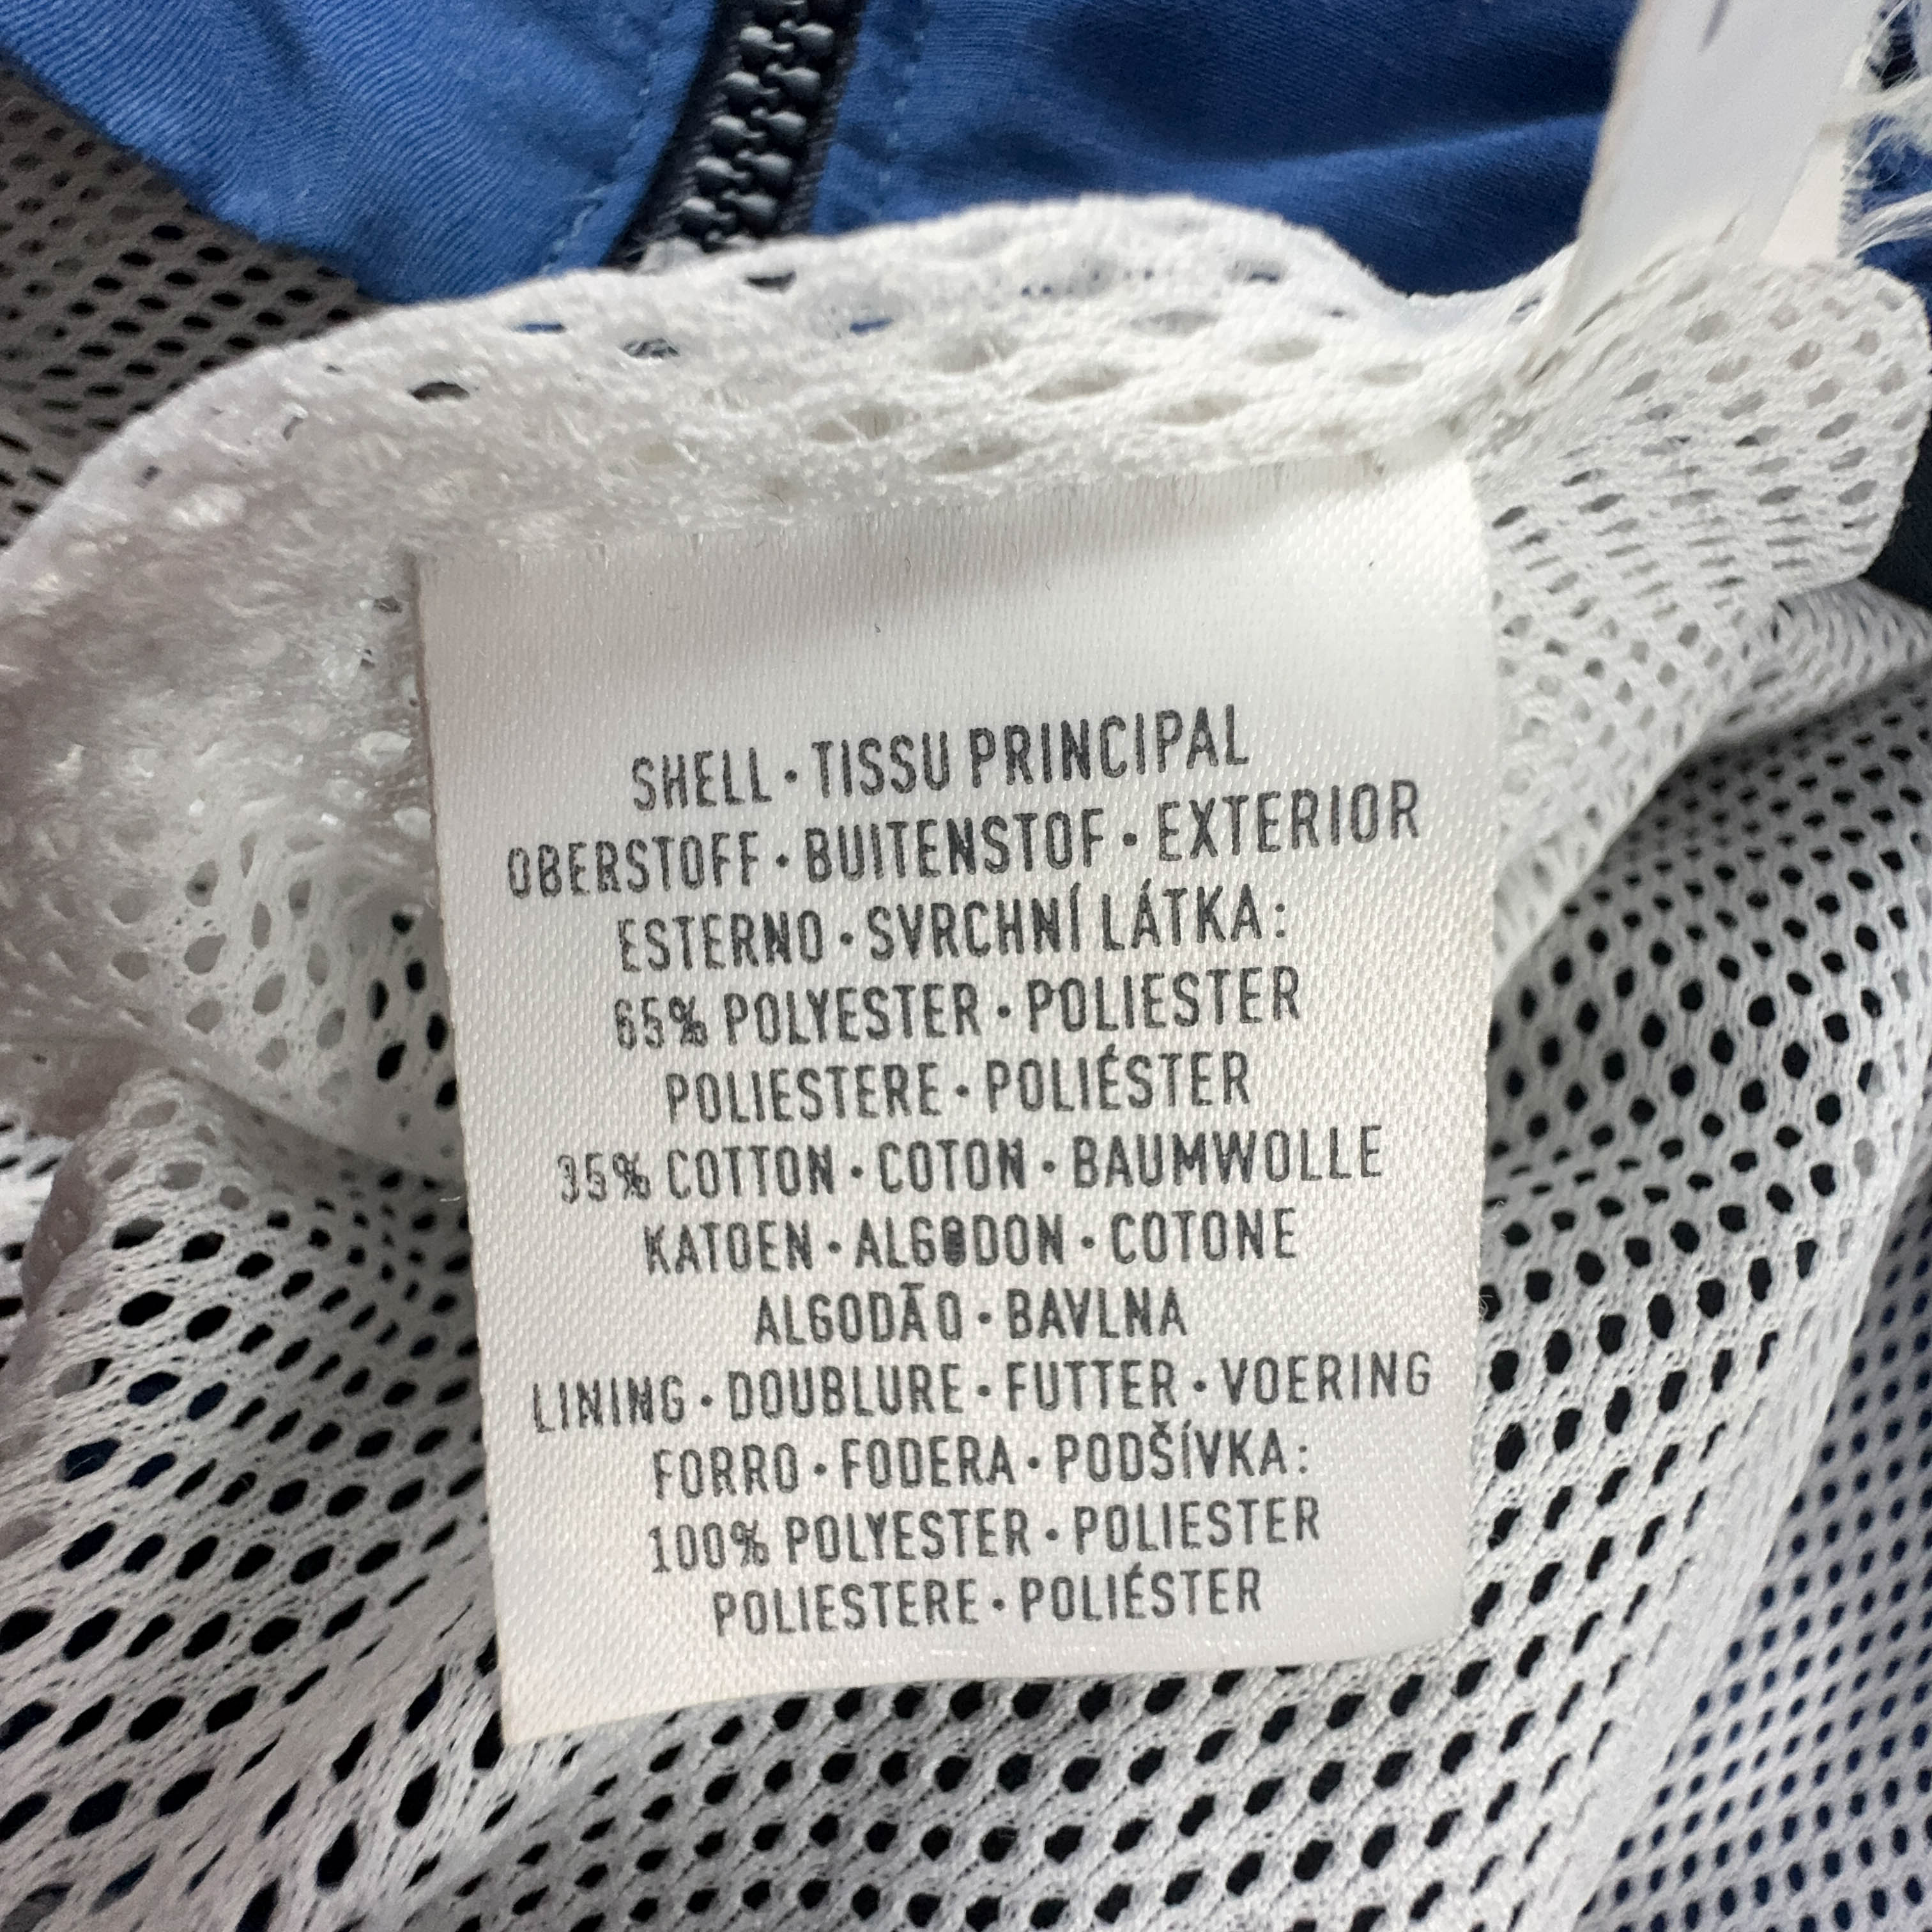 SHELL · TISSU PRINCIPAL
OBERSTOFF · BUITENSTOF · EXTERIOR
ESTERNO · SVRCHNÍ LÁTKA:
65% POLYESTER · POLIESTER
POLIESTERE · POLIÉSTER
35% COTTON · COTON · BAUMWOLLE
KATOEN · ALGODON · COTONE
ALGODÃO · BAVLNA
LINING · DOUBLURE · FUTTER · VOERING
FORRO · FODERA · PODŠÍVKA:
100% POLYESTER · POLIESTER
POLIESTERE · POLIÉSTER